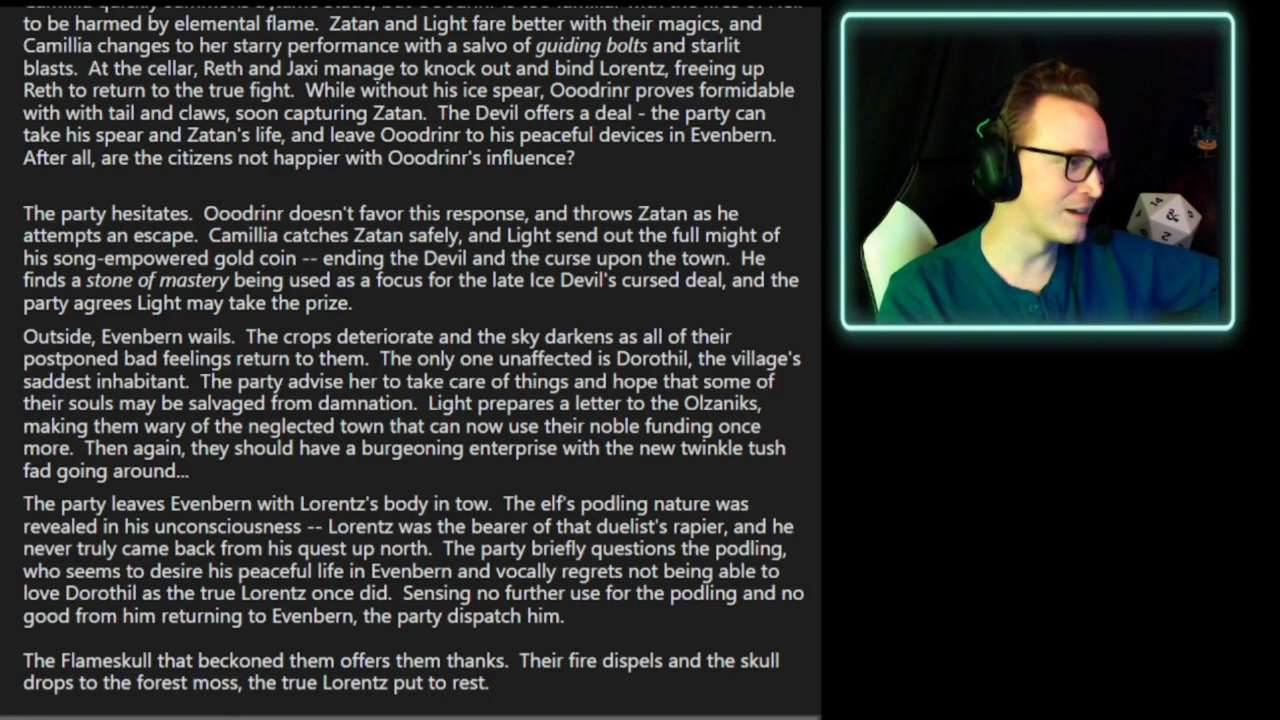 to be harmed by elemental flame.  Zatan and Light fare better with their magics, and
Camillia changes to her starry performance with a salvo of guiding bolts and starlit
blasts.  At the cellar, Reth and Jaxi manage to knock out and bind Lorentz, freeing up
Reth to return to the true fight.  While without his ice spear, Ooodrinr proves formidable
with with tail and claws, soon capturing Zatan.  The Devil offers a deal - the party can
take his spear and Zatan's life, and leave Ooodrinr to his peaceful devices in Evenbern.
After all, are the citizens not happier with Ooodrinr's influence?
The party hesitates.  Ooodrinr doesn't favor this response, and throws Zatan as he
attempts an escape.  Camillia catches Zatan safely, and Light send out the full might of
his song-empowered gold coin -- ending the Devil and the curse upon the town.  He
finds a stone of mastery being used as a focus for the late Ice Devil's cursed deal, and the
party agrees Light may take the prize.
Outside, Evenbern wails.  The crops deteriorate and the sky darkens as all of their
postponed bad feelings return to them.  The only one unaffected is Dorothil, the village's
saddest inhabitant.  The party advise her to take care of things and hope that some of
their souls may be salvaged from damnation.  Light prepares a letter to the Olzaniks,
making them wary of the neglected town that can now use their noble funding once
more.  Then again, they should have a burgeoning enterprise with the new twinkle tush
fad going around...
The party leaves Evenbern with Lorentz's body in tow.  The elf's podling nature was
revealed in his unconsciousness -- Lorentz was the bearer of that duelist's rapier, and he
never truly came back from his quest up north.  The party briefly questions the podling,
who seems to desire his peaceful life in Evenbern and vocally regrets not being able to
love Dorothil as the true Lorentz once did.  Sensing no further use for the podling and no
good from him returning to Evenbern, the party dispatch him.
The Flameskull that beckoned them offers them thanks.  Their fire dispels and the skull
drops to the forest moss, the true Lorentz put to rest.
14